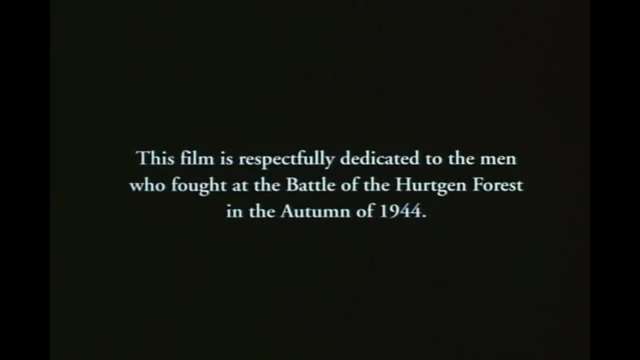 This film is respectfully dedicated to the men
who fought at the Battle of the Hurtgen Forest
in the Autumn of 1944.